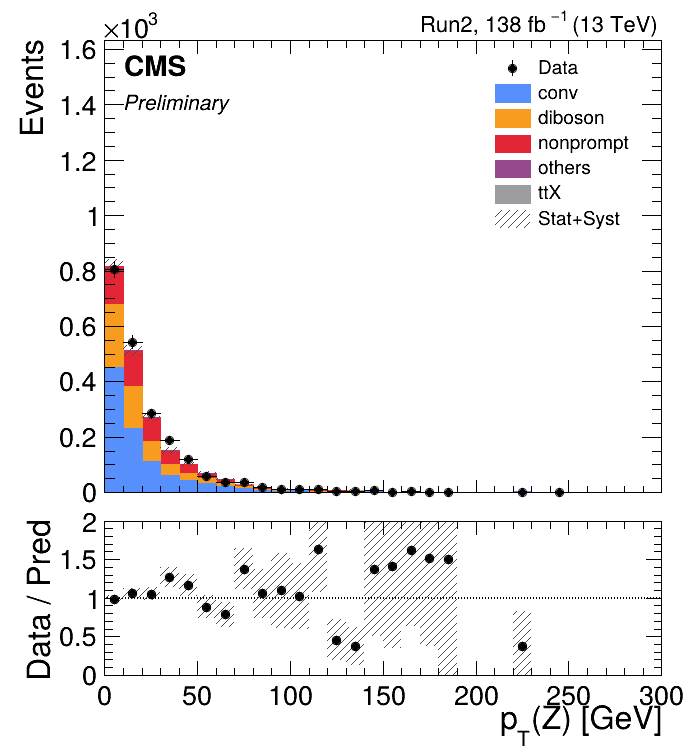 ×10³
Run2, 138 fb⁻¹ (13 TeV)
CMS
Preliminary
Data
conv
diboson
nonprompt
others
ttX
Stat+Syst
Events
1.6
1.4
1.2
1
0.8
0.6
0.4
0.2
0
Data / Pred
2
1.5
1
0.5
0
0 50 100 150 200 250 300
p_T(Z) [GeV]